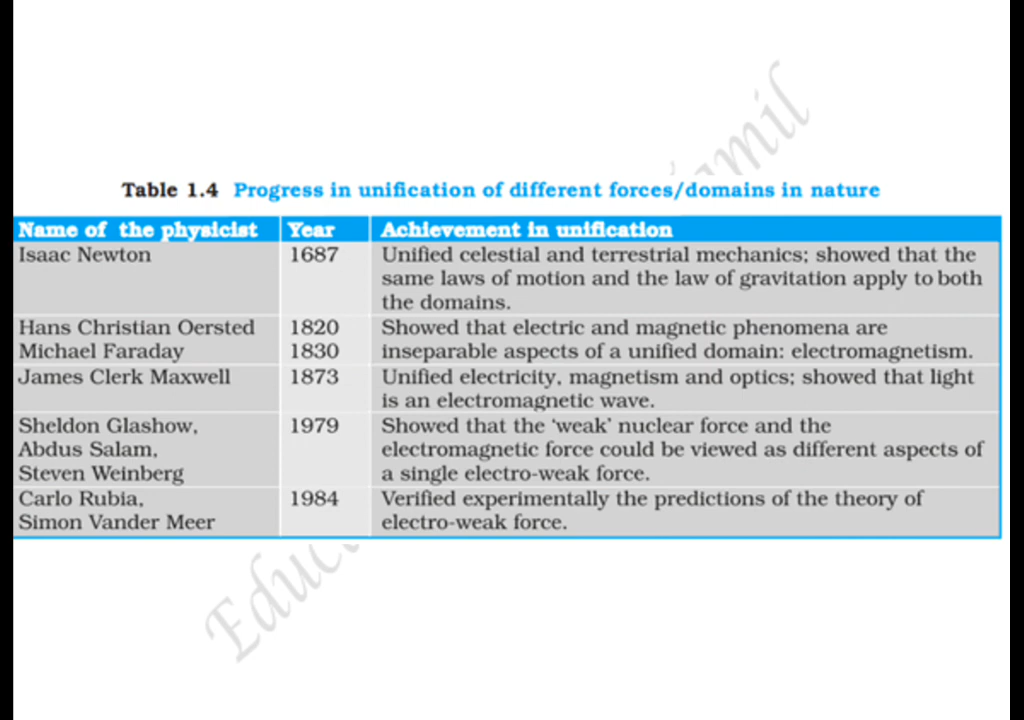 Table 1.4 Progress in unification of different forces/domains in nature
Name of the physicist Year Achievement in unification
Isaac Newton 1687 Unified celestial and terrestrial mechanics; showed that the
same laws of motion and the law of gravitation apply to both
the domains.
Hans Christian Oersted 1820 Showed that electric and magnetic phenomena are
Michael Faraday 1830 inseparable aspects of a unified domain: electromagnetism.
James Clerk Maxwell 1873 Unified electricity, magnetism and optics; showed that light
is an electromagnetic wave.
Sheldon Glashow, 1979 Showed that the ‘weak’ nuclear force and the
Abdus Salam, electromagnetic force could be viewed as different aspects of
Steven Weinberg a single electro-weak force.
Carlo Rubia, 1984 Verified experimentally the predictions of the theory of
Simon Vander Meer electro-weak force.